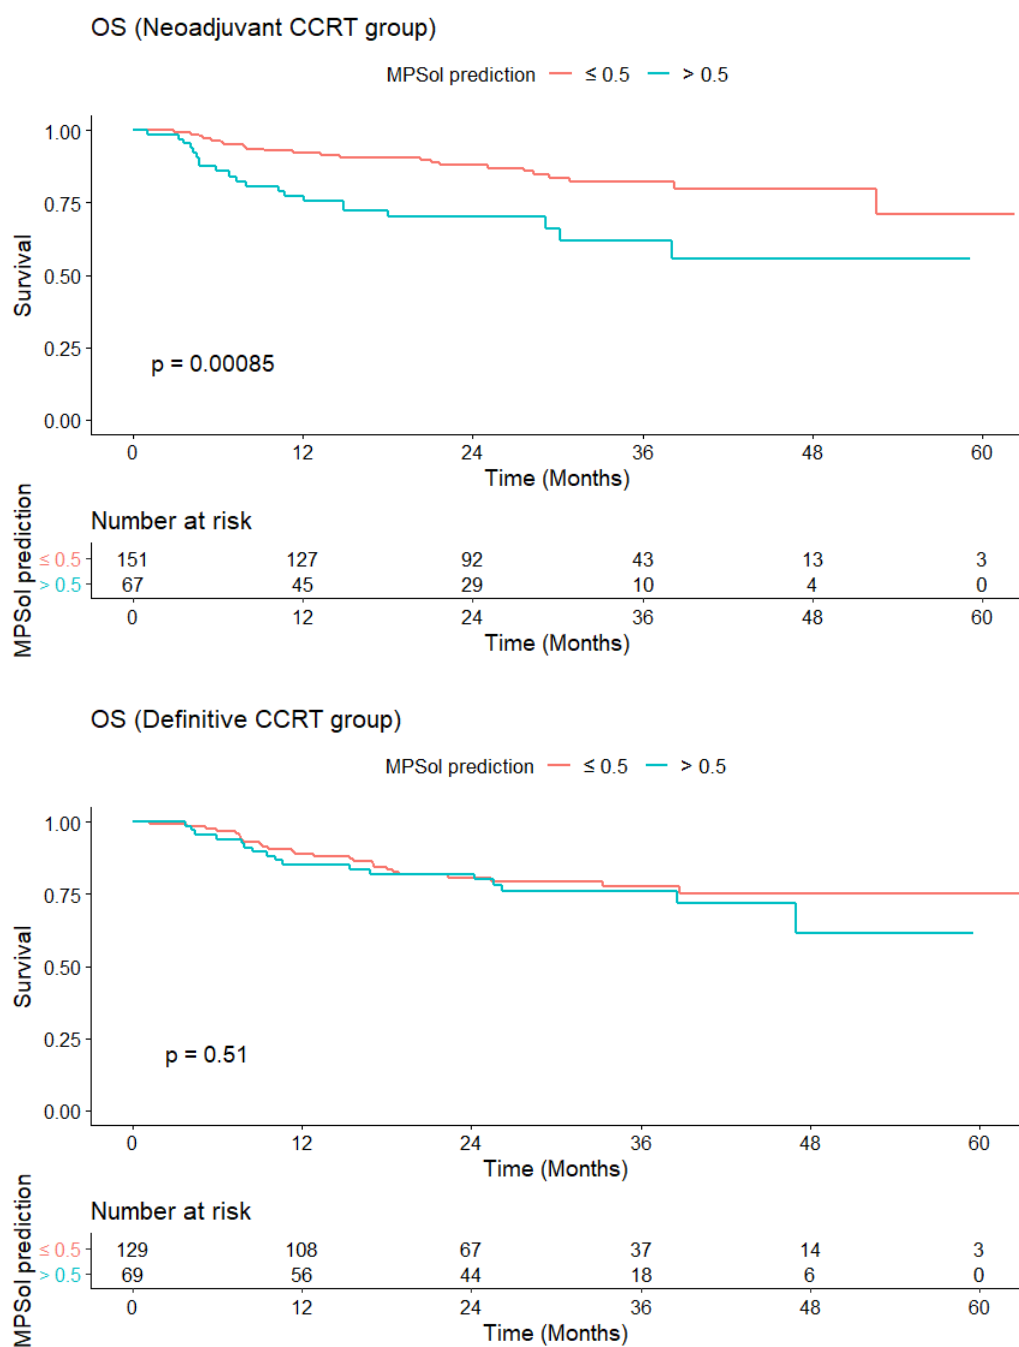 OS (Neoadjuvant CCRT group)
MPSol prediction ≤ 0.5 > 0.5
Survival
1.00
0.75
0.50
0.25
0.00
p = 0.00085
0 12 24 36 48 60
Time (Months)
Number at risk
MPSol prediction
≤ 0.5 151 127 92 43 13 3
> 0.5 67 45 29 10 4 0
0 12 24 36 48 60
Time (Months)
OS (Definitive CCRT group)
MPSol prediction ≤ 0.5 > 0.5
Survival
1.00
0.75
0.50
0.25
0.00
p = 0.51
0 12 24 36 48 60
Time (Months)
Number at risk
MPSol prediction
≤ 0.5 129 108 67 37 14 3
> 0.5 69 56 44 18 6 0
0 12 24 36 48 60
Time (Months)